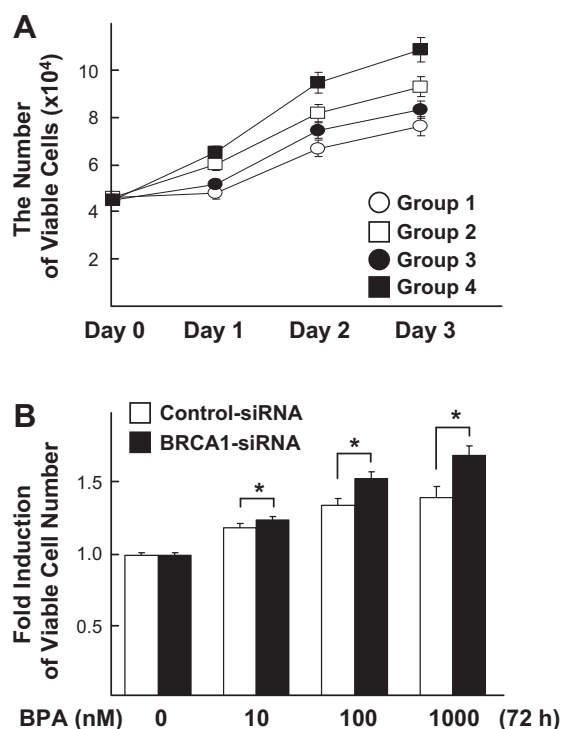 A
The Number
of Viable Cells (x10⁴)
10
8
6
4
2
Group 1
Group 2
Group 3
Group 4
Day 0 Day 1 Day 2 Day 3
B
Control-siRNA
BRCA1-siRNA
Fold Induction
of Viable Cell Number
1.5
1.0
0.5
* * *
BPA (nM) 0 10 100 1000 (72 h)